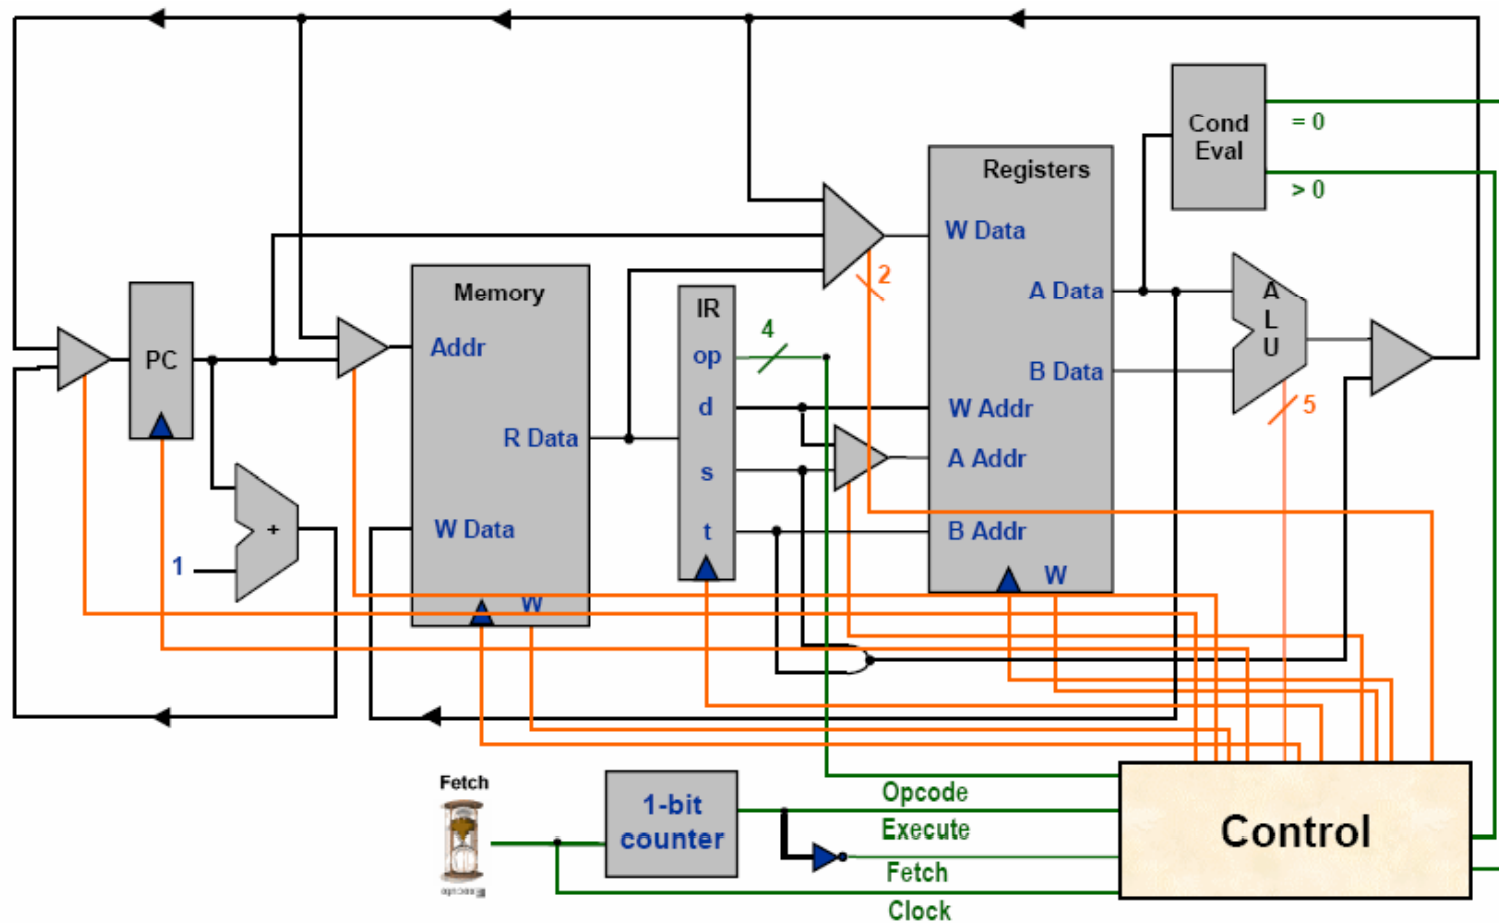 Cond
Eval
= 0
> 0
Registers
W Data
A Data
B Data
W Addr
A Addr
B Addr
W
A
L
U
5
2
Memory
Addr
R Data
W Data
W
IR
op
d
s
t
4
PC
+
1
Fetch
Execute
1-bit
counter
Opcode
Execute
Fetch
Clock
Control